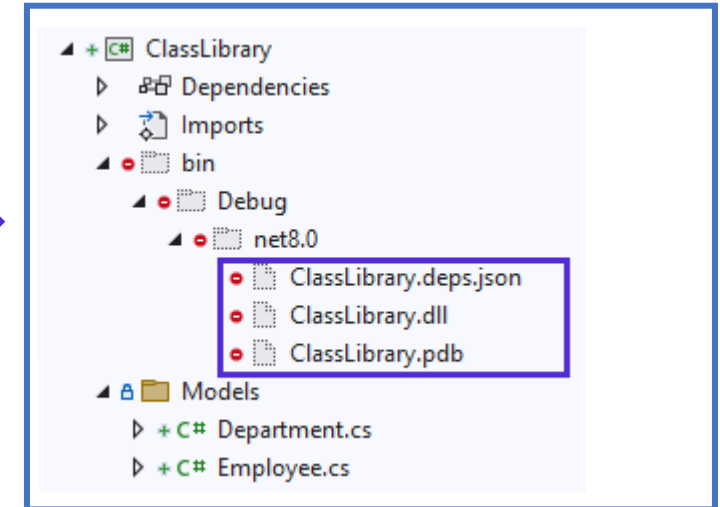 C# ClassLibrary
Dependencies
Imports
bin
Debug
net8.0
ClassLibrary.deps.json
ClassLibrary.dll
ClassLibrary.pdb
Models
C# Department.cs
C# Employee.cs